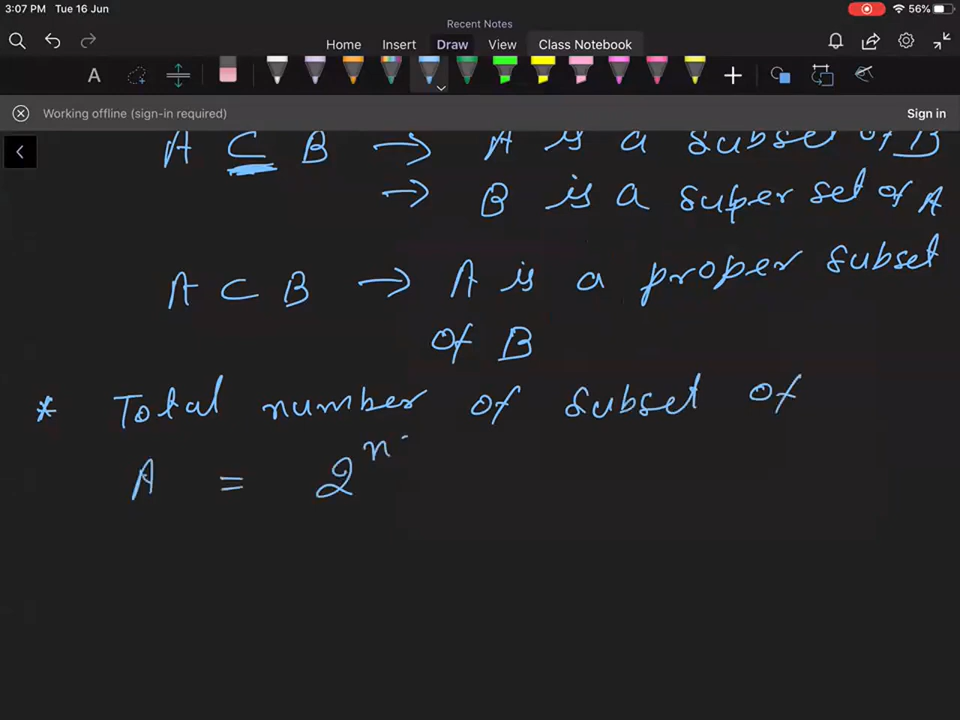 3:07 PM Tue 16 Jun
Recent Notes
56%
Home Insert Draw View Class Notebook
A
Working offline (sign-in required)
Sign in
A ⊆ B → A is a subset of B
→ B is a super set of A
A ⊂ B → A is a proper subset
of B
* Total number of subset of
A = 2^n